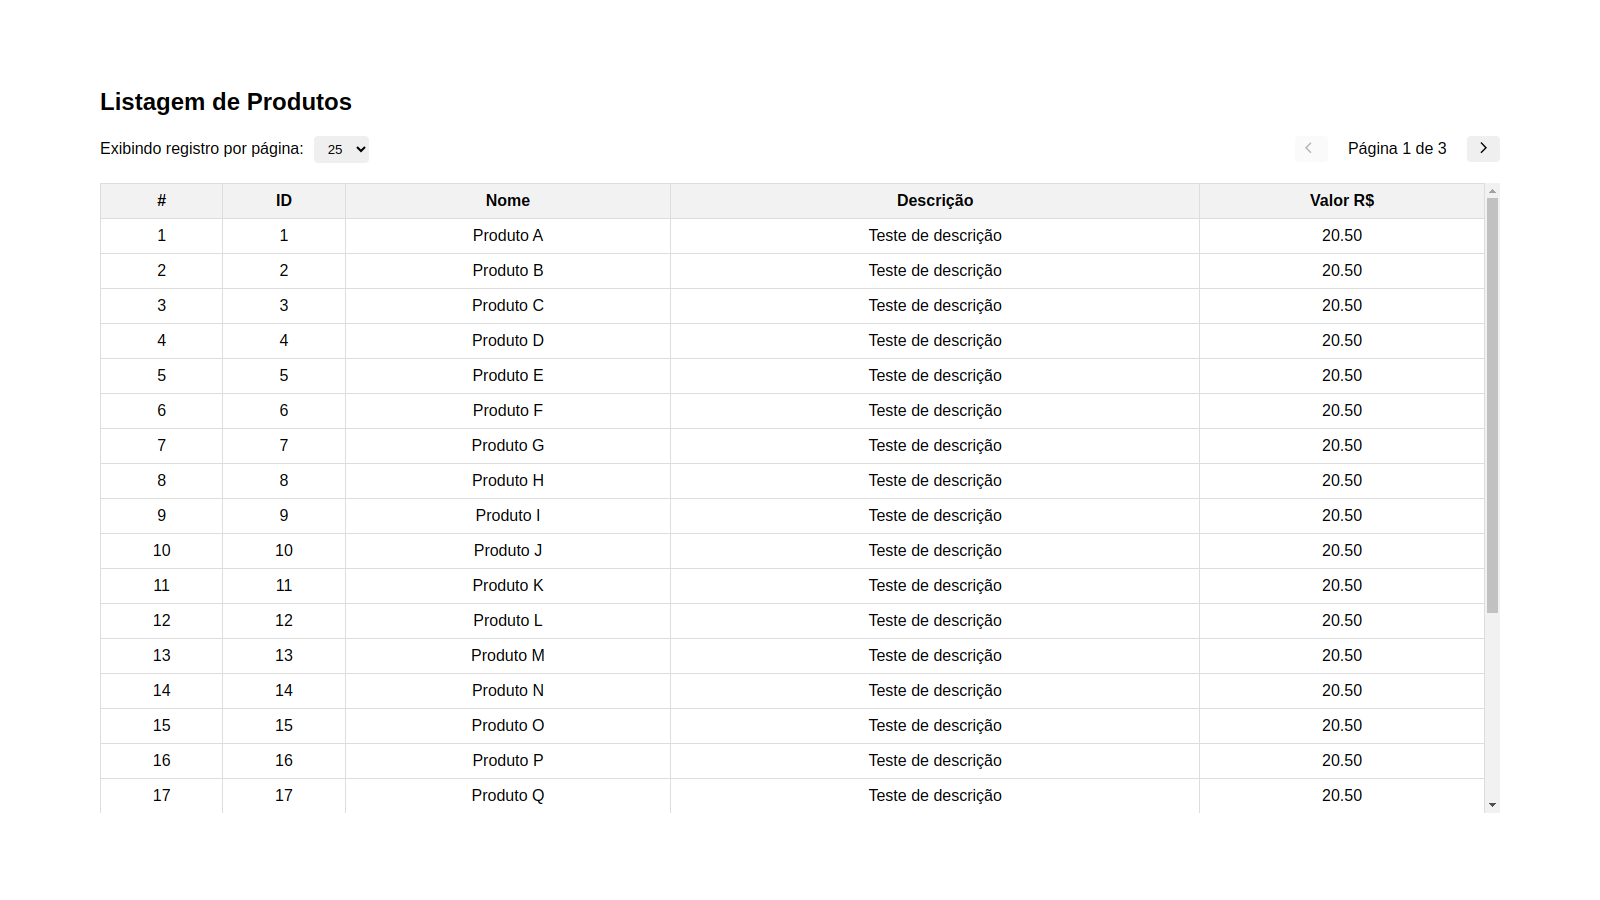 Listagem de Produtos
Exibindo registro por página: 25 Página 1 de 3
# ID Nome Descrição Valor R$
1 1 Produto A Teste de descrição 20.50
2 2 Produto B Teste de descrição 20.50
3 3 Produto C Teste de descrição 20.50
4 4 Produto D Teste de descrição 20.50
5 5 Produto E Teste de descrição 20.50
6 6 Produto F Teste de descrição 20.50
7 7 Produto G Teste de descrição 20.50
8 8 Produto H Teste de descrição 20.50
9 9 Produto I Teste de descrição 20.50
10 10 Produto J Teste de descrição 20.50
11 11 Produto K Teste de descrição 20.50
12 12 Produto L Teste de descrição 20.50
13 13 Produto M Teste de descrição 20.50
14 14 Produto N Teste de descrição 20.50
15 15 Produto O Teste de descrição 20.50
16 16 Produto P Teste de descrição 20.50
17 17 Produto Q Teste de descrição 20.50